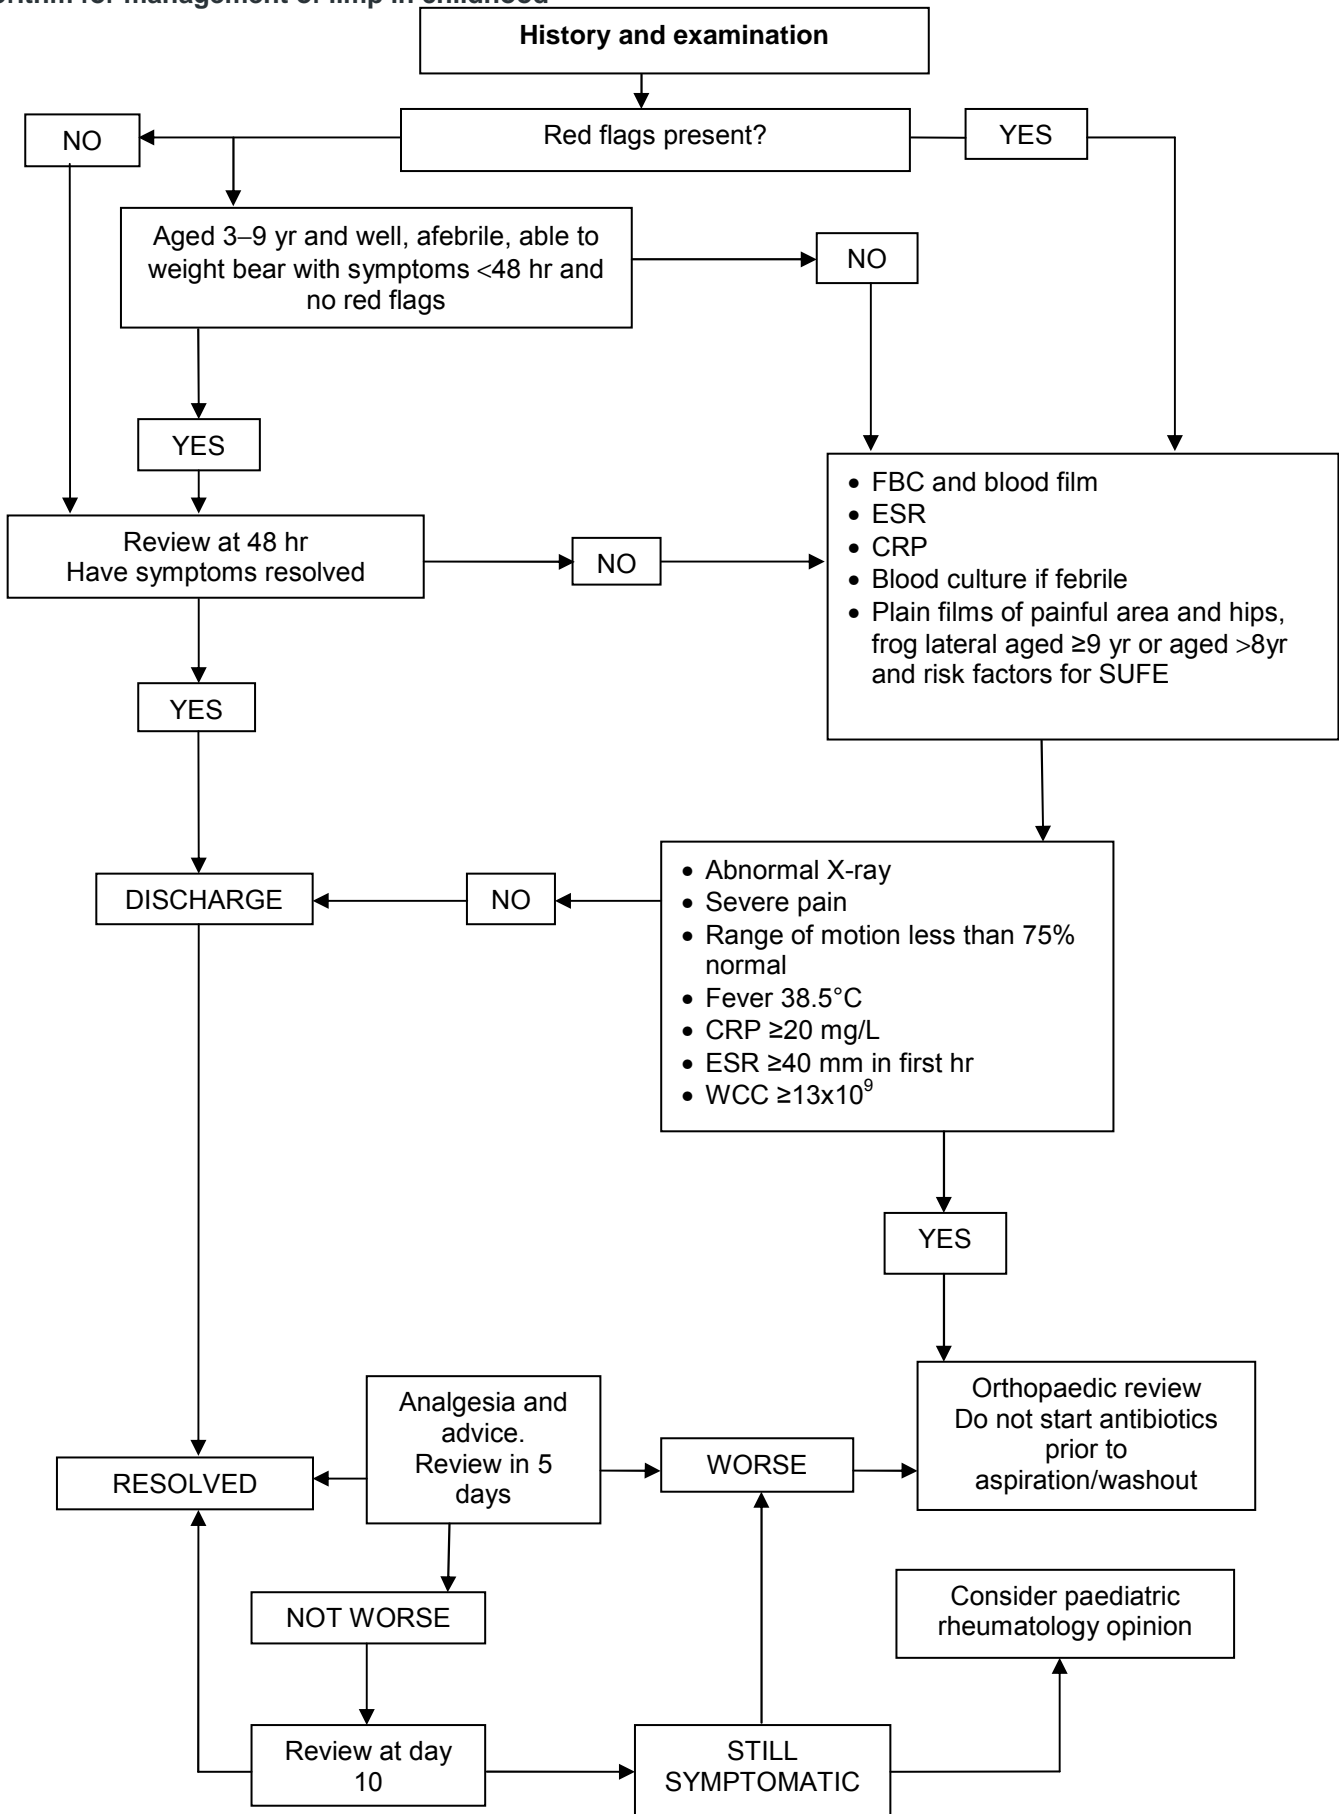 History and examination
Red flags present?
NO
YES
Aged 3–9 yr and well, afebrile, able to
weight bear with symptoms <48 hr and
no red flags
NO
YES
• FBC and blood film
• ESR
• CRP
• Blood culture if febrile
• Plain films of painful area and hips,
frog lateral aged ≥9 yr or aged >8yr
and risk factors for SUFE
Review at 48 hr
Have symptoms resolved
NO
YES
• Abnormal X-ray
• Severe pain
• Range of motion less than 75%
normal
• Fever 38.5°C
• CRP ≥20 mg/L
• ESR ≥40 mm in first hr
• WCC ≥13x10⁹
NO
DISCHARGE
YES
Orthopaedic review
Do not start antibiotics
prior to
aspiration/washout
Analgesia and
advice.
Review in 5
days
WORSE
RESOLVED
NOT WORSE
Consider paediatric
rheumatology opinion
Review at day
10
STILL
SYMPTOMATIC